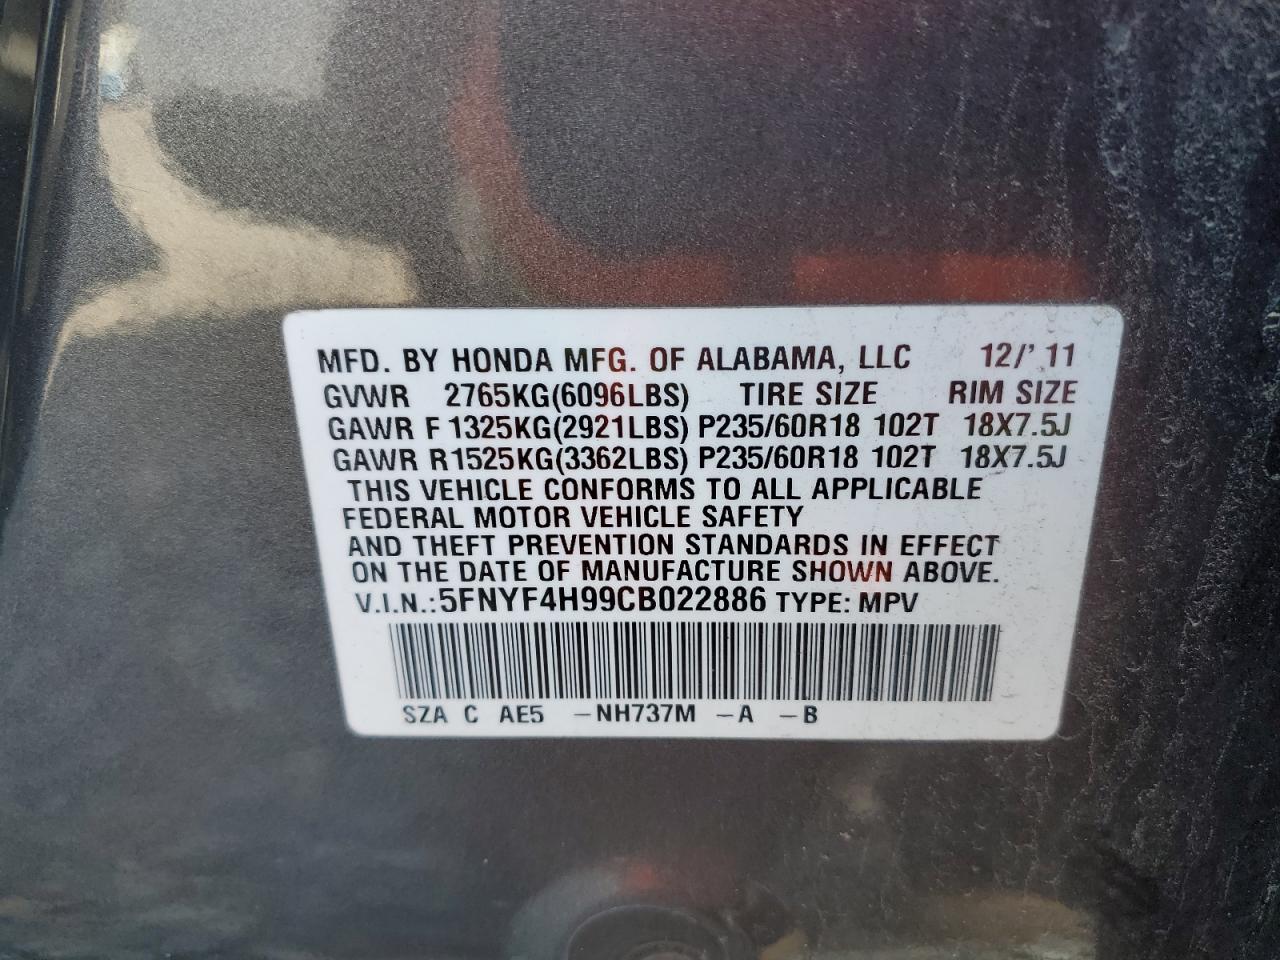 MFD. BY HONDA MFG. OF ALABAMA, LLC 12/' 11
GVWR 2765KG(6096LBS) TIRE SIZE RIM SIZE
GAWR F 1325KG(2921LBS) P235/60R18 102T 18X7.5J
GAWR R1525KG(3362LBS) P235/60R18 102T 18X7.5J
THIS VEHICLE CONFORMS TO ALL APPLICABLE
FEDERAL MOTOR VEHICLE SAFETY
AND THEFT PREVENTION STANDARDS IN EFFECT
ON THE DATE OF MANUFACTURE SHOWN ABOVE.
V.I.N.:5FNYF4H99CB022886 TYPE: MPV
SZA C AE5 -NH737M -A -B